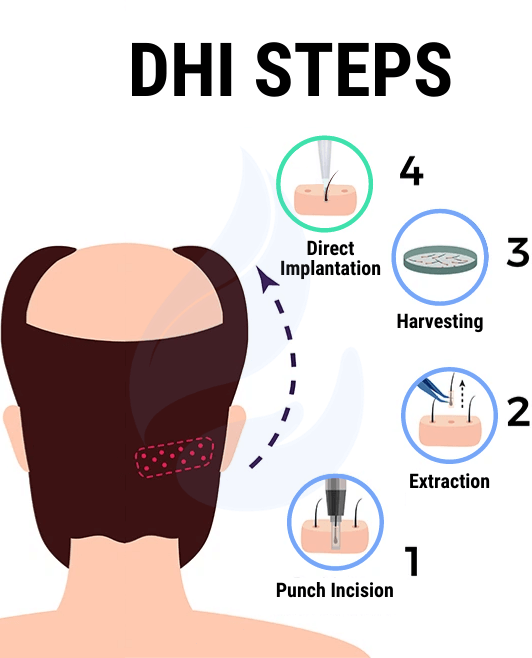 DHI STEPS
4
Direct
Implantation
3
Harvesting
2
Extraction
1
Punch Incision